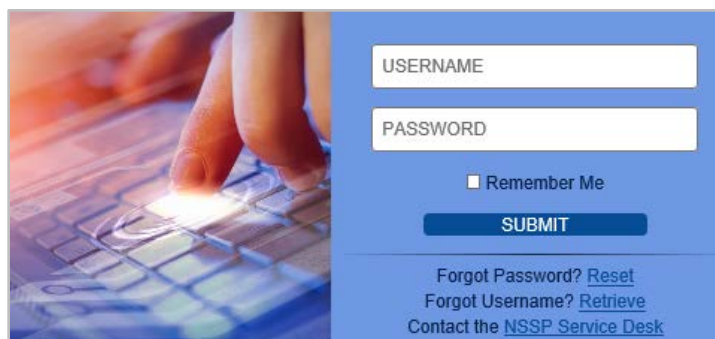 USERNAME
PASSWORD
Remember Me
SUBMIT
Forgot Password? Reset
Forgot Username? Retrieve
Contact the NSSP Service Desk